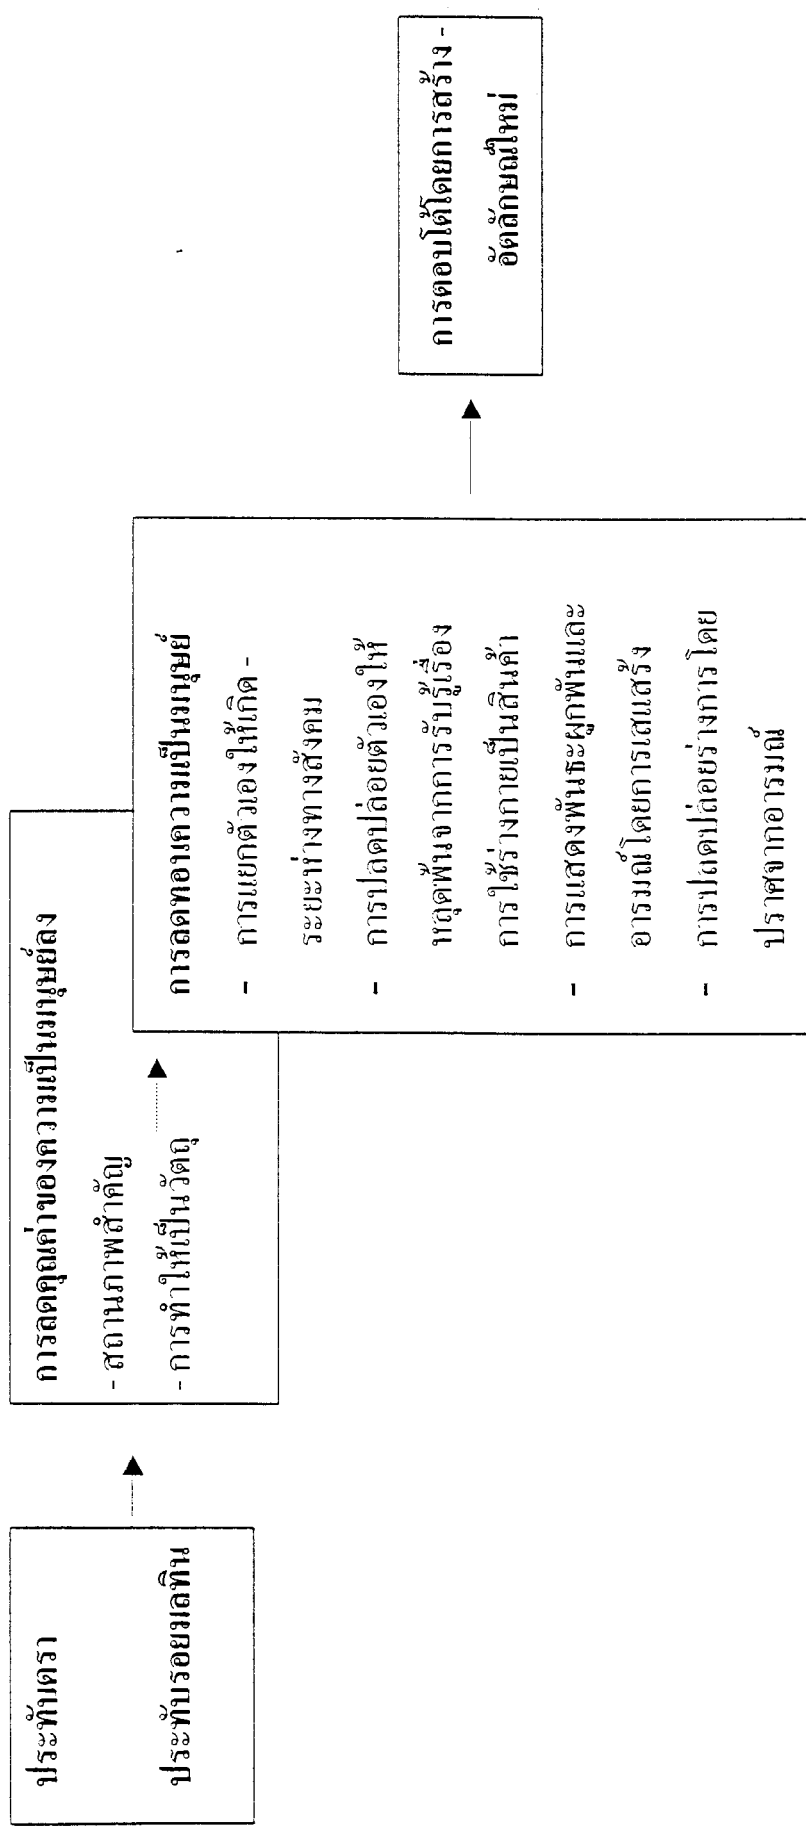 ประทับตรา
ประทับรอยมลทิน
การลดคุณค่าของความเป็นมนุษย์ลง
- สถานภาพสำคัญ
- การทำให้เป็นวัตถุ
การลดทอนความเป็นมนุษย์
- การแยกตัวเองให้เกิด -
ระยะห่างทางสังคม
- การปลดปล่อยตัวเองให้
หลุดพ้นจากการรับรู้เรื่อง
การใช้ร่างกายเป็นสินค้า
- การแสดงพันธะผูกพันและ
อารมณ์โดยการเสแสร้ง
- การปลดปล่อยร่างการโดย
ปราศจากอารมณ์
การตอบโต้โดยการสร้าง -
อัตลักษณ์ใหม่